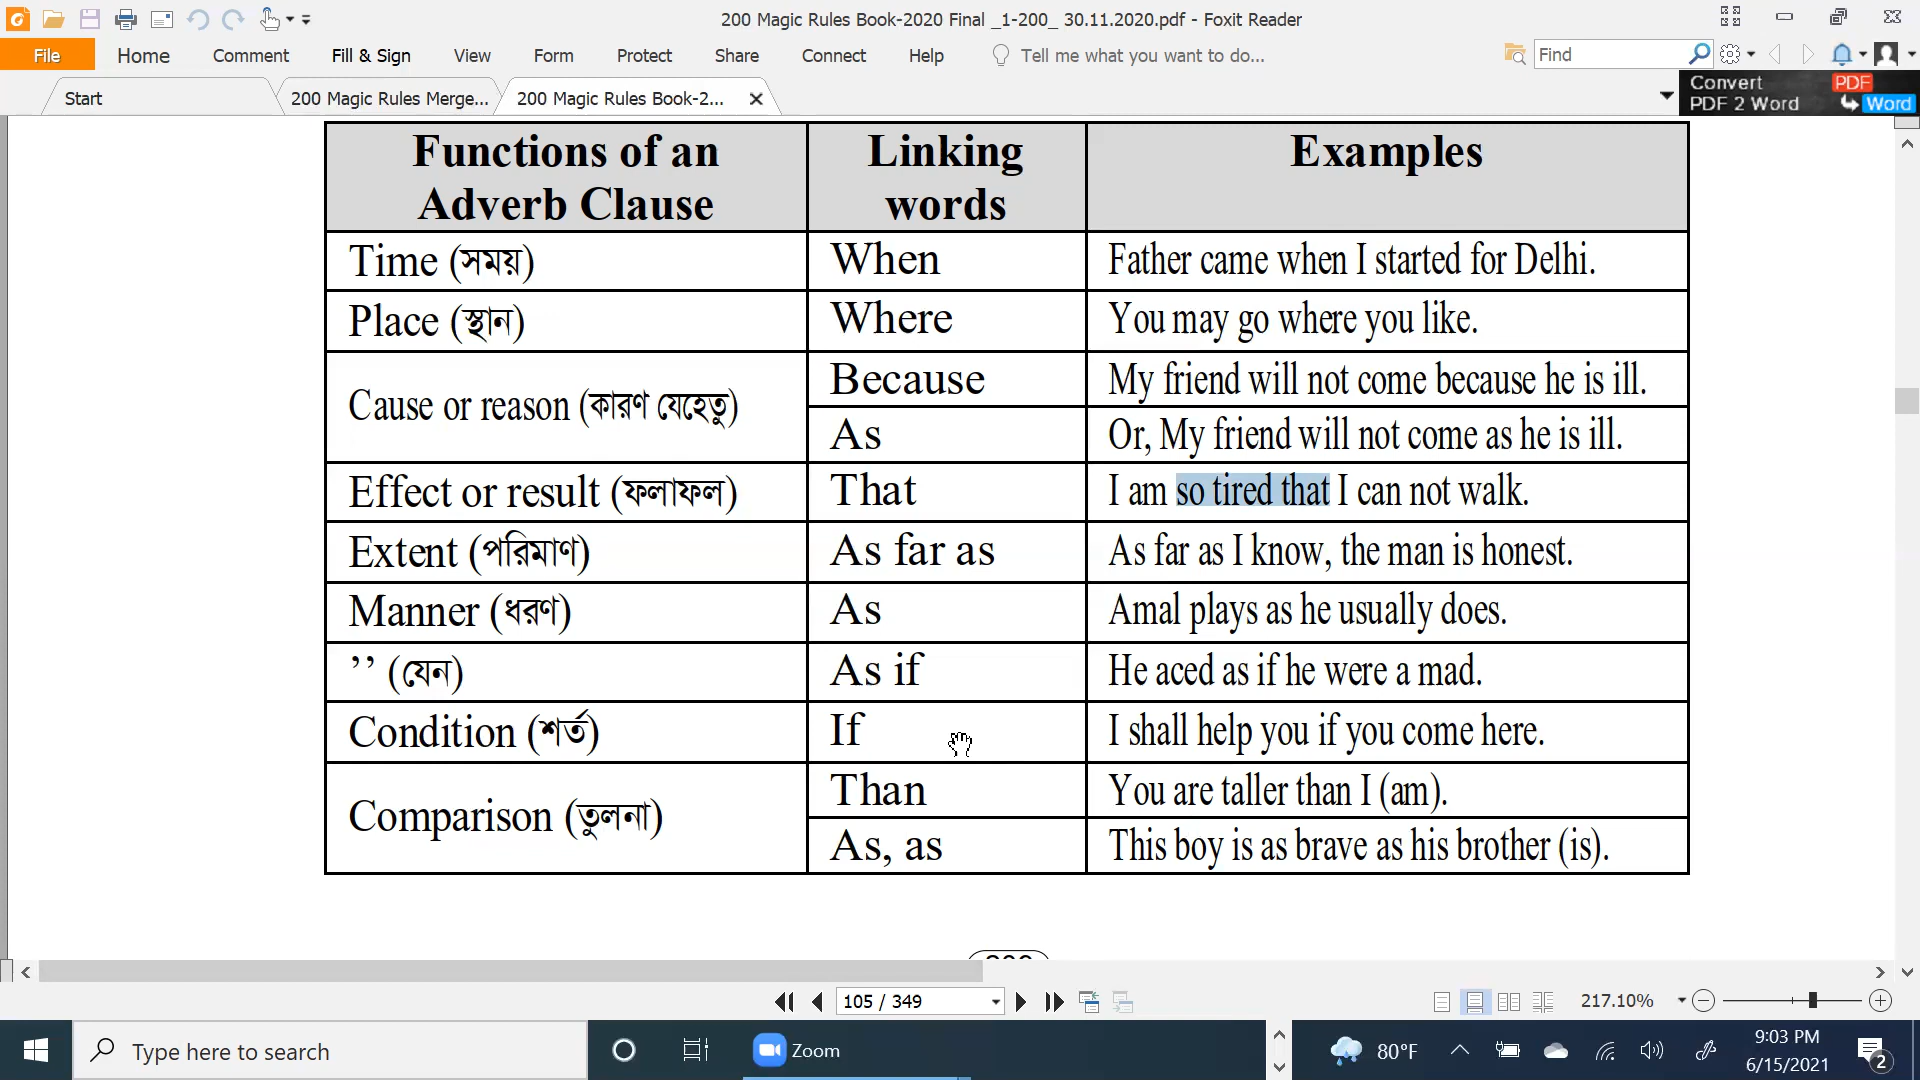 200 Magic Rules Book-2020 Final _1-200_ 30.11.2020.pdf - Foxit Reader
File Home Comment Fill & Sign View Form Protect Share Connect Help Tell me what you want to do... Find
Start 200 Magic Rules Merge... 200 Magic Rules Book-2... Convert PDF
PDF 2 Word Word
Functions of an Linking Examples
Adverb Clause words
Time (সময়) When Father came when I started for Delhi.
Place (স্থান) Where You may go where you like.
Cause or reason (কারণ যেহেতু) Because My friend will not come because he is ill.
As Or, My friend will not come as he is ill.
Effect or result (ফলাফল) That I am so tired that I can not walk.
Extent (পরিমাণ) As far as As far as I know, the man is honest.
Manner (ধরণ) As Amal plays as he usually does.
’’ (যেন) As if He aced as if he were a mad.
Condition (শর্ত) If I shall help you if you come here.
Comparison (তুলনা) Than You are taller than I (am).
As, as This boy is as brave as his brother (is).
105 / 349 217.10%
Type here to search Zoom 80°F 9:03 PM
6/15/2021 2